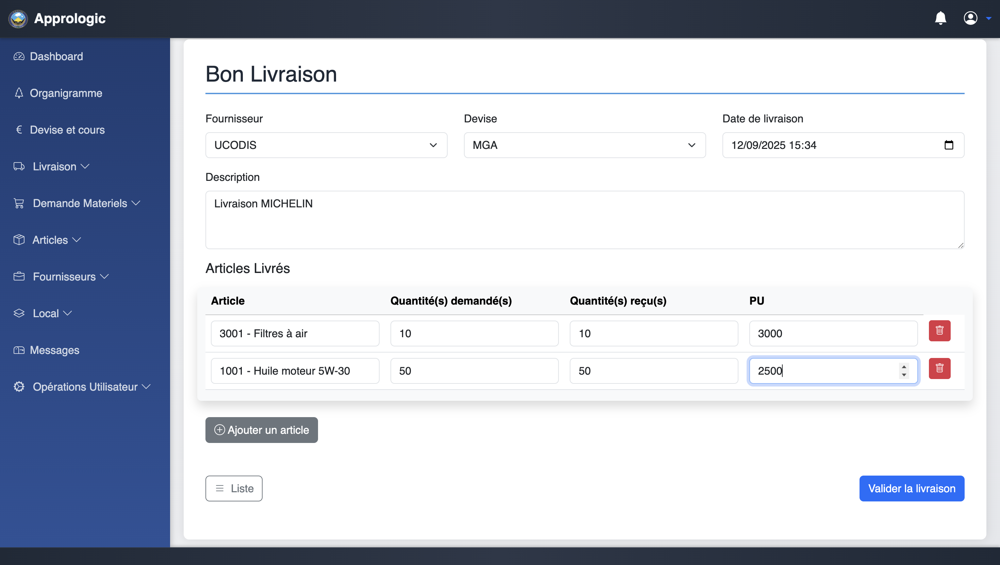 Apprologic
Dashboard
Organigramme
Devise et cours
Livraison
Demande Materiels
Articles
Fournisseurs
Local
Messages
Opérations Utilisateur
Bon Livraison
Fournisseur
Devise
Date de livraison
UCODIS
MGA
12/09/2025 15:34
Description
Livraison MICHELIN
Articles Livrés
Article
Quantité(s) demandé(s)
Quantité(s) reçu(s)
PU
3001 - Filtres à air
10
10
3000
1001 - Huile moteur 5W-30
50
50
2500
Ajouter un article
Liste
Valider la livraison